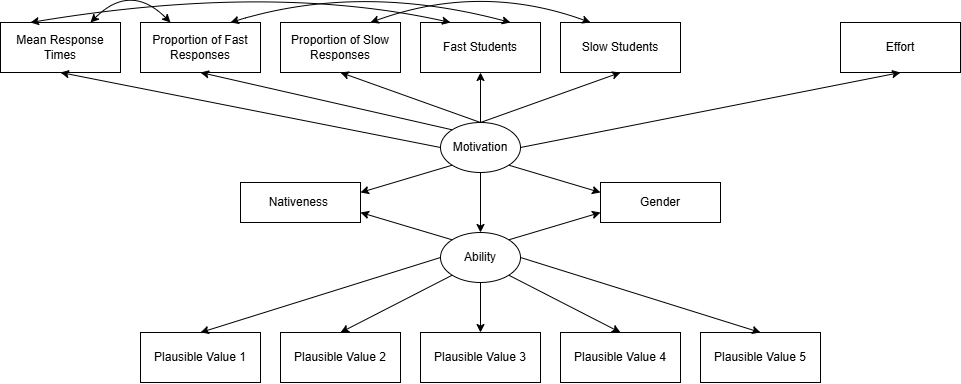 Mean Response
Times
Proportion of Fast
Responses
Proportion of Slow
Responses
Fast Students
Slow Students
Effort
Motivation
Nativeness
Gender
Ability
Plausible Value 1
Plausible Value 2
Plausible Value 3
Plausible Value 4
Plausible Value 5